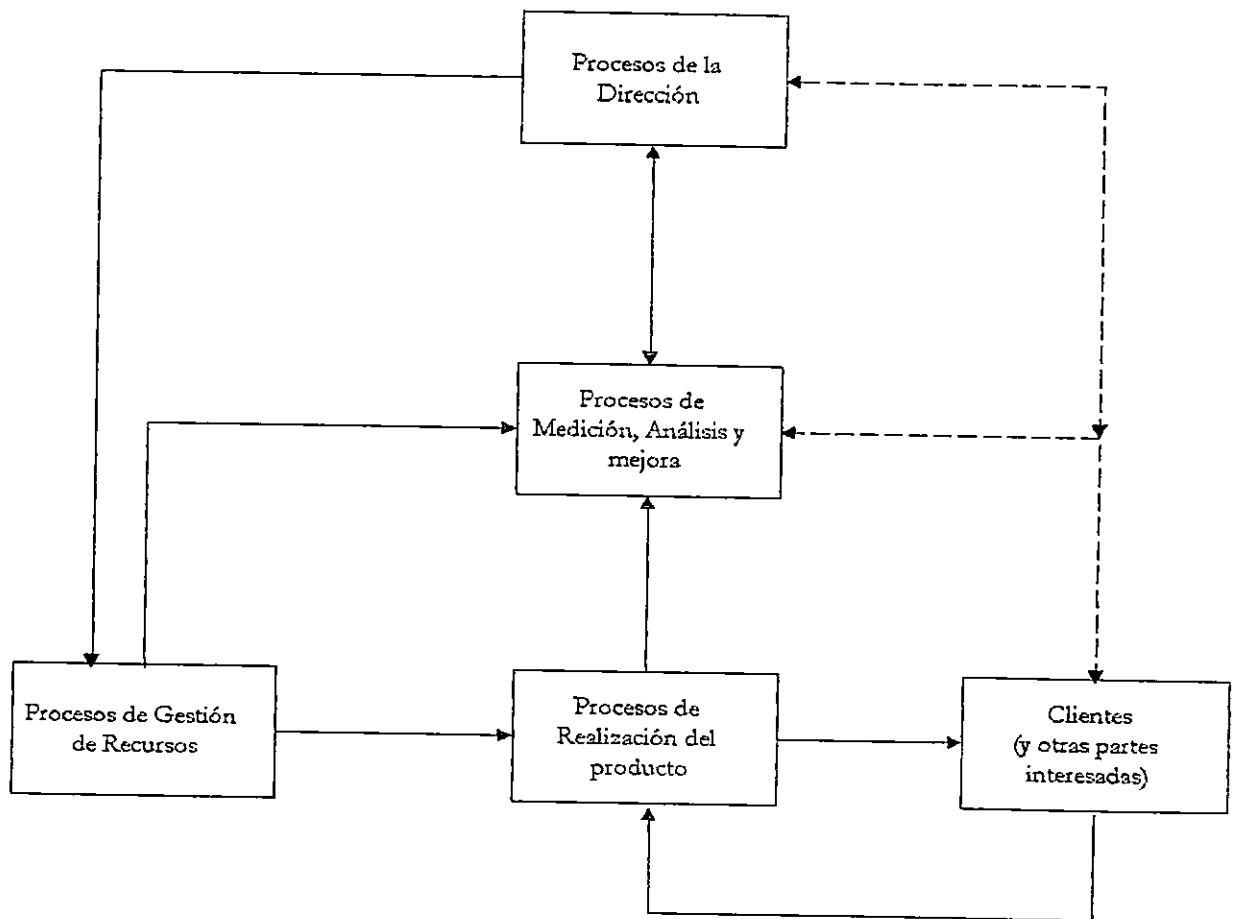 Procesos de la
Dirección
Procesos de
Medición, Análisis y
mejora
Procesos de Gestión
de Recursos
Procesos de
Realización del
producto
Clientes
(y otras partes
interesadas)